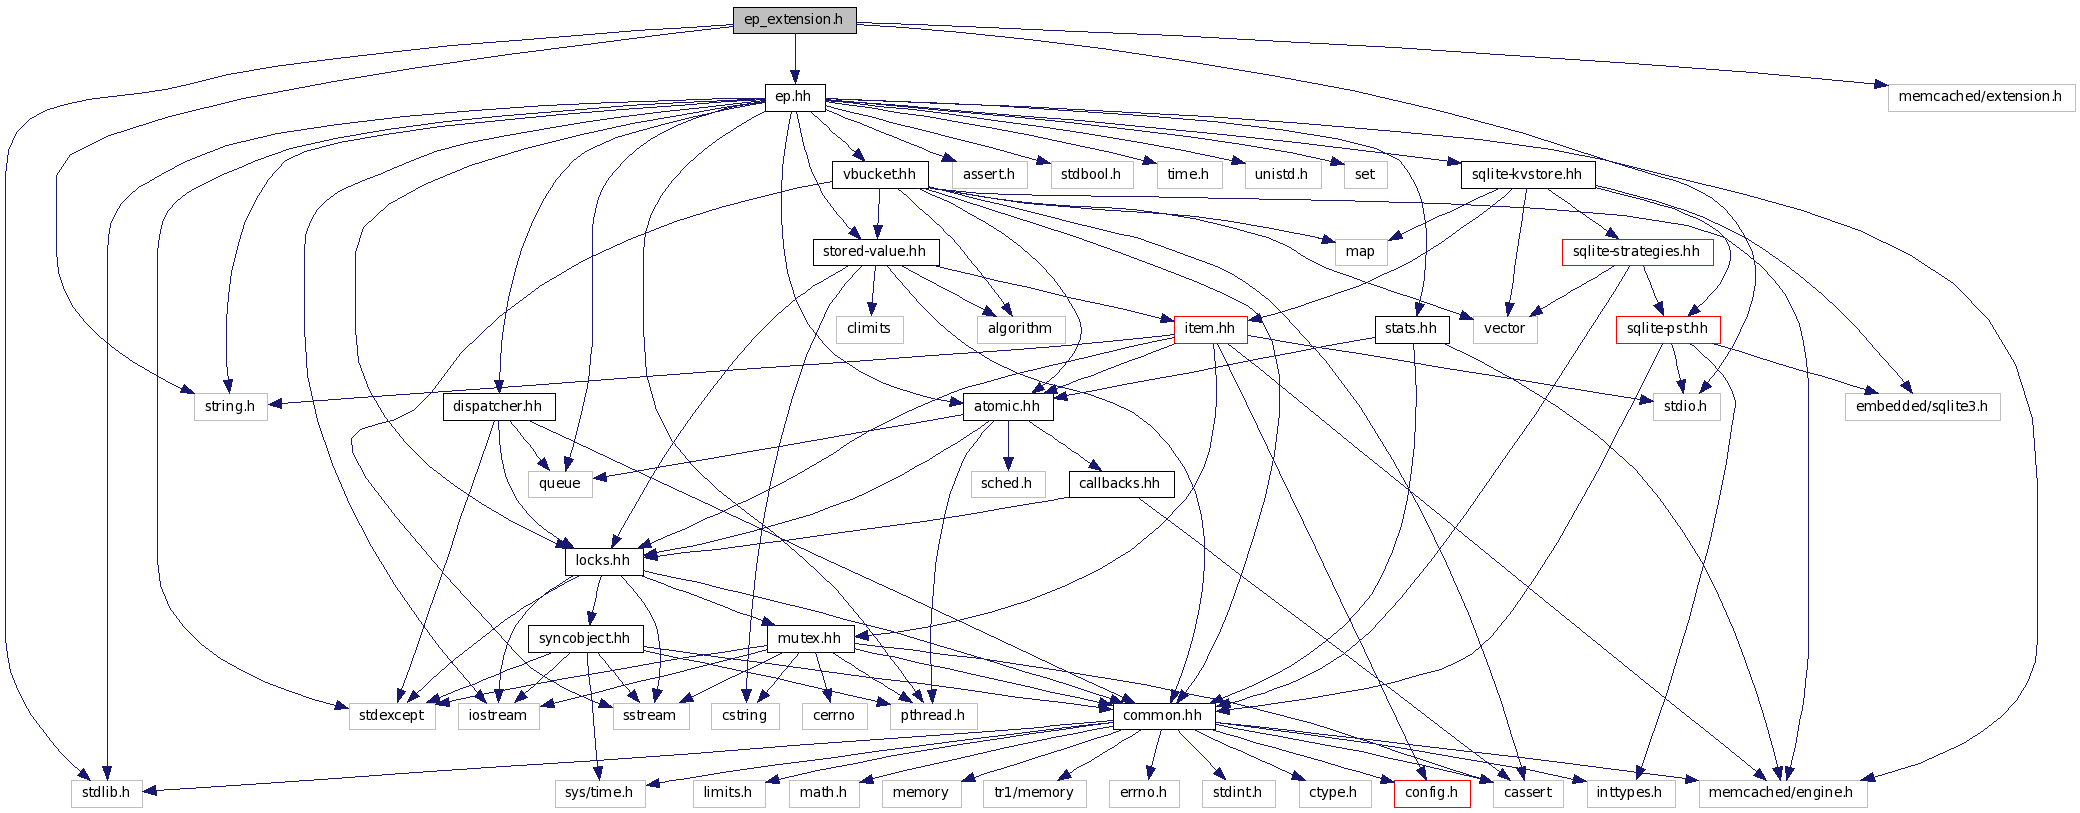 ep_extension.h
ep.hh
memcached/extension.h
vbucket.hh
assert.h
stdbool.h
time.h
unistd.h
set
sqlite-kvstore.hh
stored-value.hh
map
sqlite-strategies.hh
climits
algorithm
item.hh
stats.hh
vector
sqlite-pst.hh
string.h
dispatcher.hh
atomic.hh
stdio.h
embedded/sqlite3.h
queue
sched.h
callbacks.hh
locks.hh
syncobject.hh
mutex.hh
stdexcept
iostream
sstream
cstring
cerrno
pthread.h
common.hh
stdlib.h
sys/time.h
limits.h
math.h
memory
tr1/memory
errno.h
stdint.h
ctype.h
config.h
cassert
inttypes.h
memcached/engine.h